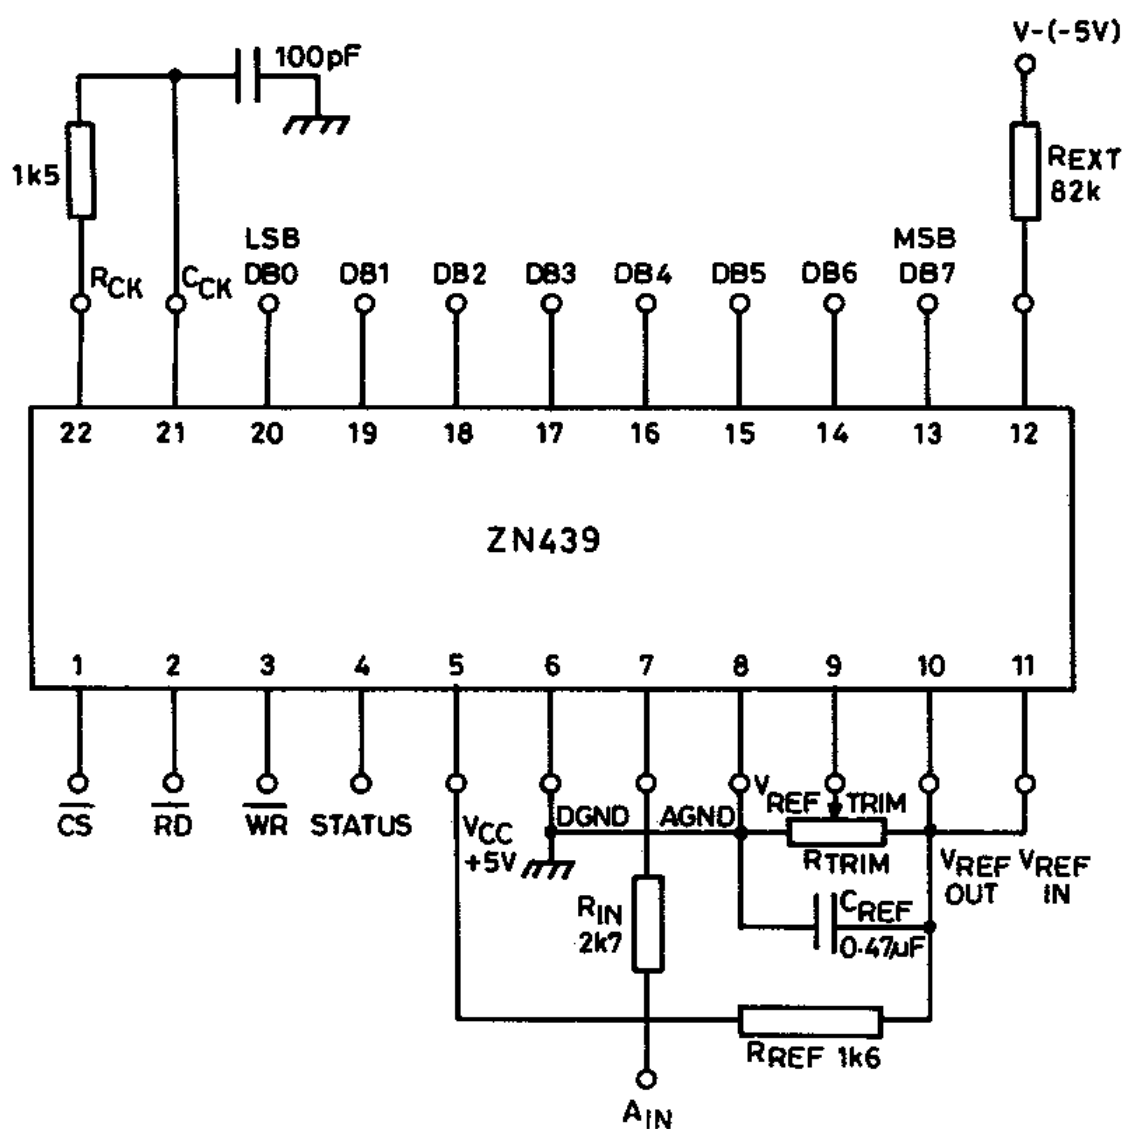 V-(-5V)
100pF
1k5
REXT
82k
LSB
MSB
RCK
CCK
DB0
DB1
DB2
DB3
DB4
DB5
DB6
DB7
22
21
20
19
18
17
16
15
14
13
12
ZN439
1
2
3
4
5
6
7
8
9
10
11
CS
RD
WR
STATUS
VCC
+5V
DGND
AGND
VREF TRIM
RTRIM
VREF
OUT
VREF
IN
RIN
2k7
CREF
0.47μF
RREF 1k6
AIN